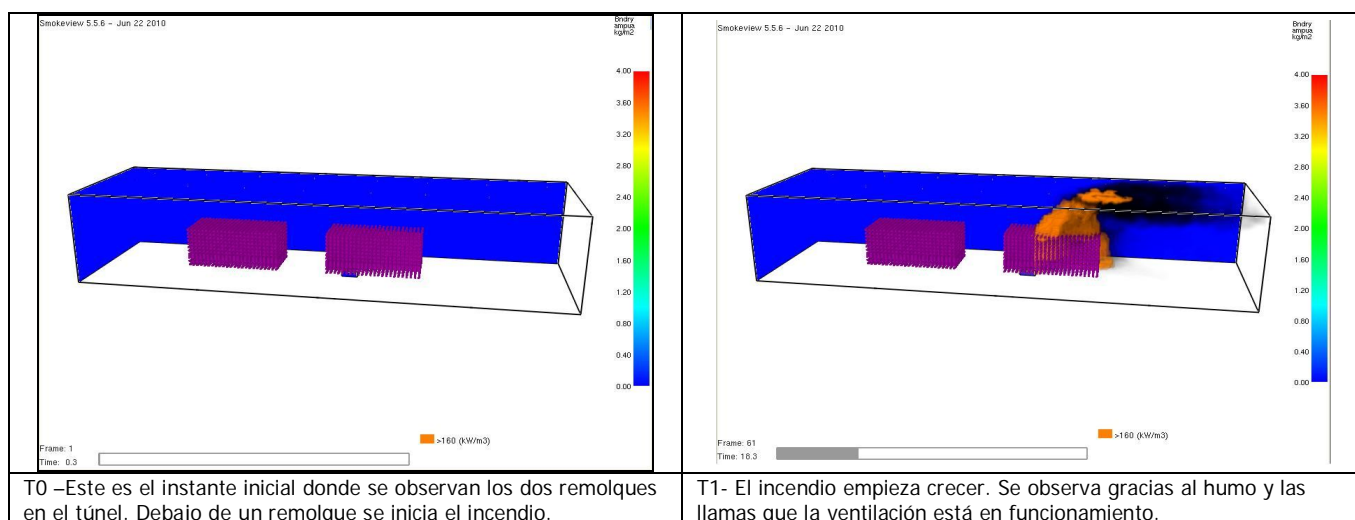 Smokeview 5.5.6 - Jun 22 2010
Bndry
ampua
kg/m2
4.00
3.60
3.20
2.80
2.40
2.00
1.60
1.20
0.80
0.40
0.00
>160 (kW/m3)
Frame: 1
Time: 0.3
T0 –Este es el instante inicial donde se observan los dos remolques
en el túnel. Debajo de un remolque se inicia el incendio.
Smokeview 5.5.6 - Jun 22 2010
Bndry
ampua
kg/m2
4.00
3.60
3.20
2.80
2.40
2.00
1.60
1.20
0.80
0.40
0.00
>160 (kW/m3)
Frame: 61
Time: 18.3
T1- El incendio empieza crecer. Se observa gracias al humo y las
llamas que la ventilación está en funcionamiento.